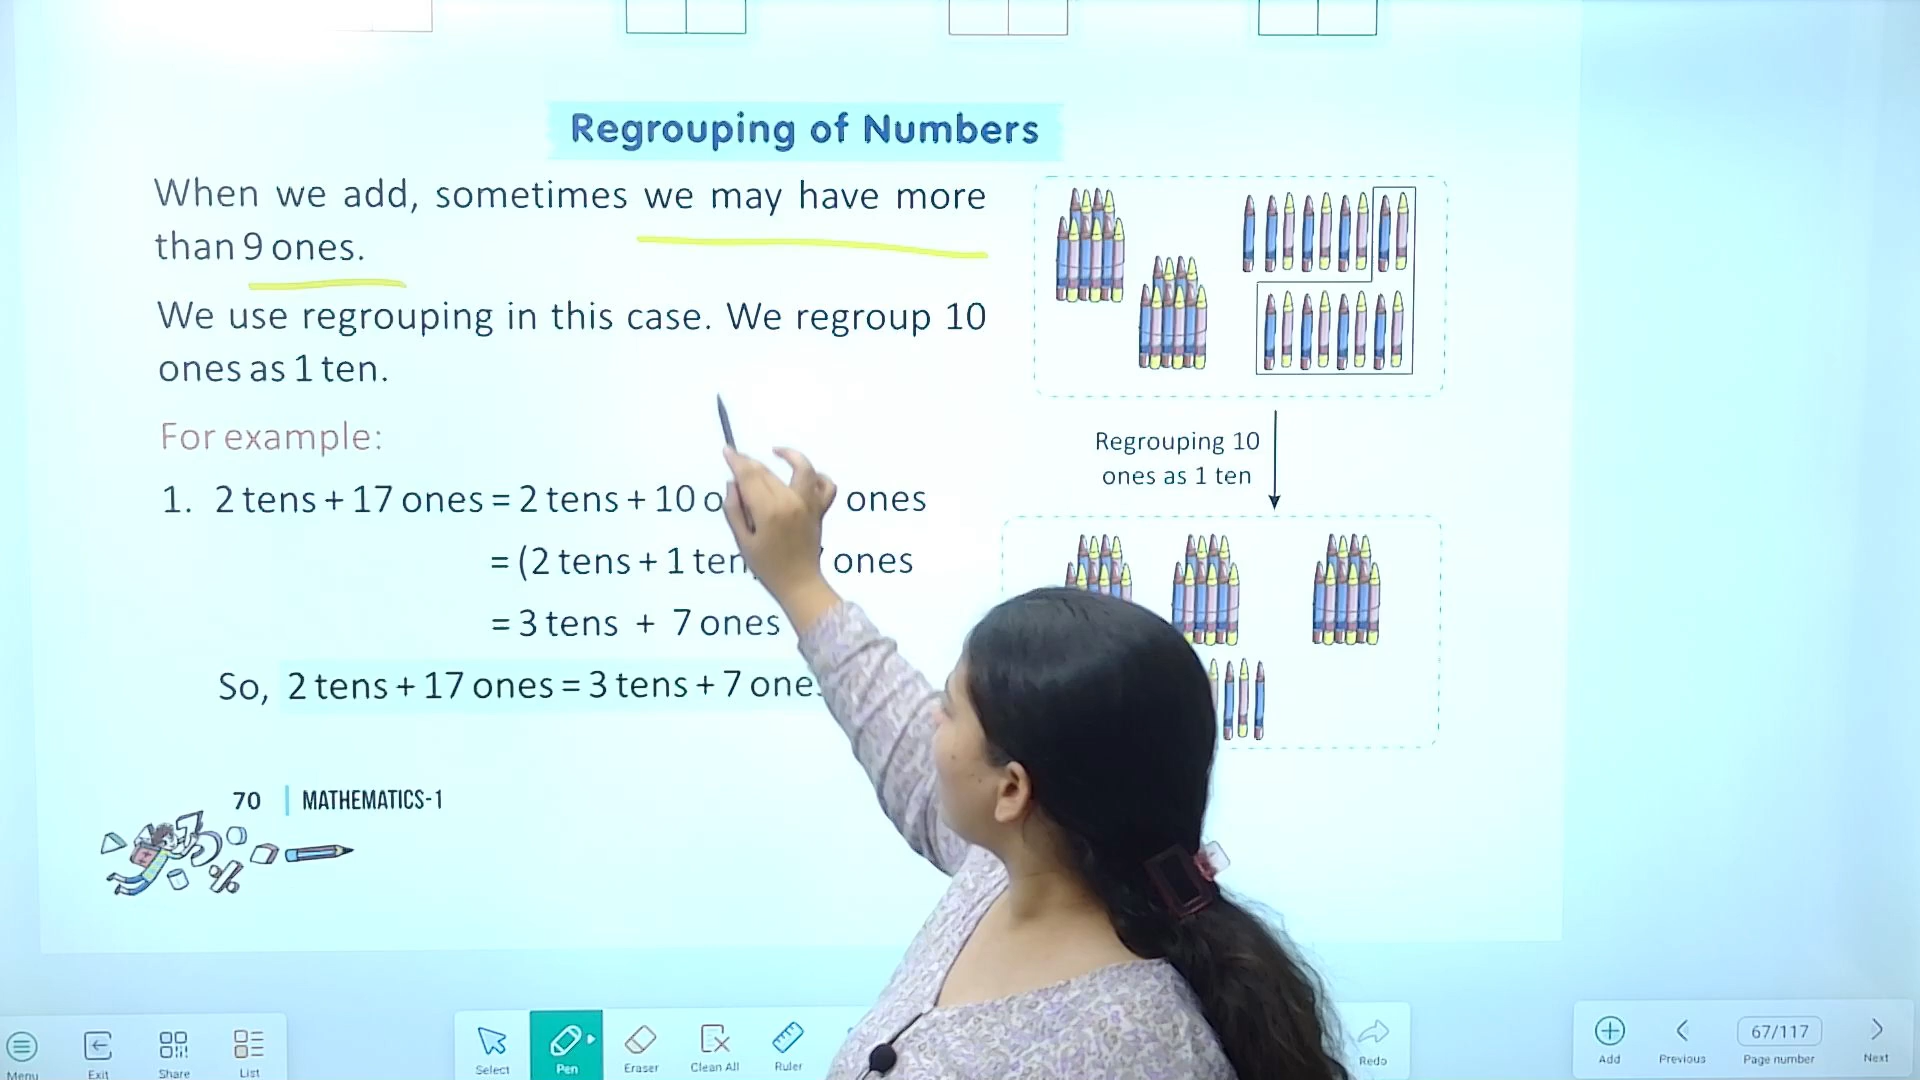 Regrouping of Numbers
When we add, sometimes we may have more
than 9 ones.
We use regrouping in this case. We regroup 10
ones as 1 ten.
For example:
1. 2 tens + 17 ones = 2 tens + 10 o ones
= (2 tens + 1 ten ones
= 3 tens + 7 ones
So, 2 tens + 17 ones = 3 tens + 7 ones
Regrouping 10
ones as 1 ten
70 | MATHEMATICS-1
Menu Exit Share List
Select Pen Eraser Clean All Ruler
Redo
Add Previous 67/117 Page number Next